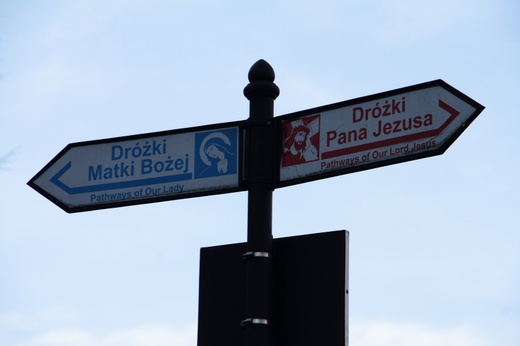 Dróżki
Matki Bożej
Pathways of Our Lady
Dróżki
Pana Jezusa
Pathways of Our Lord Jesus